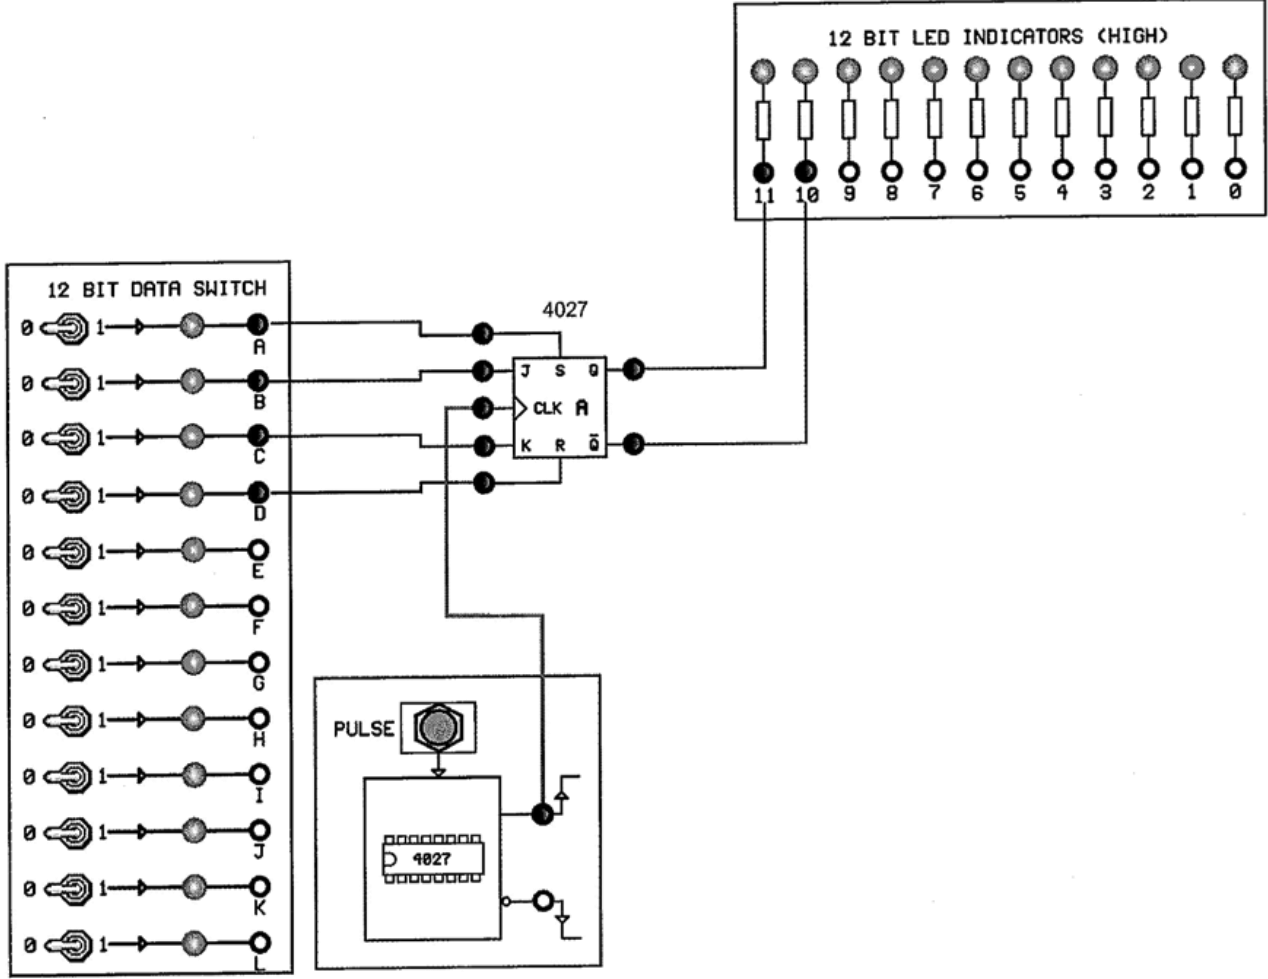 12 BIT LED INDICATORS (HIGH)
11 10 9 8 7 6 5 4 3 2 1 0
12 BIT DATA SWITCH
0 1 A
0 1 B
0 1 C
0 1 D
0 1 E
0 1 F
0 1 G
0 1 H
0 1 I
0 1 J
0 1 K
0 1 L
4027
J S Q
CLK A
K R Q̅
PULSE
4027